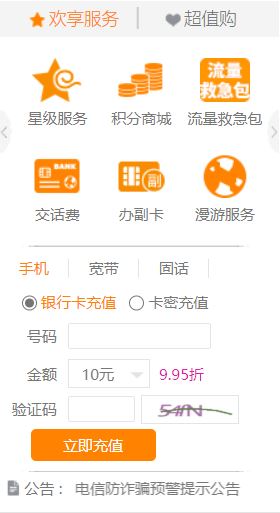 欢享服务 超值购
流量
救急包
星级服务 积分商城 流量救急包
BANK
副
交话费 办副卡 漫游服务
手机 宽带 固话
银行卡充值 卡密充值
号码
金额 10元 9.95折
验证码
立即充值
公告： 电信防诈骗预警提示公告